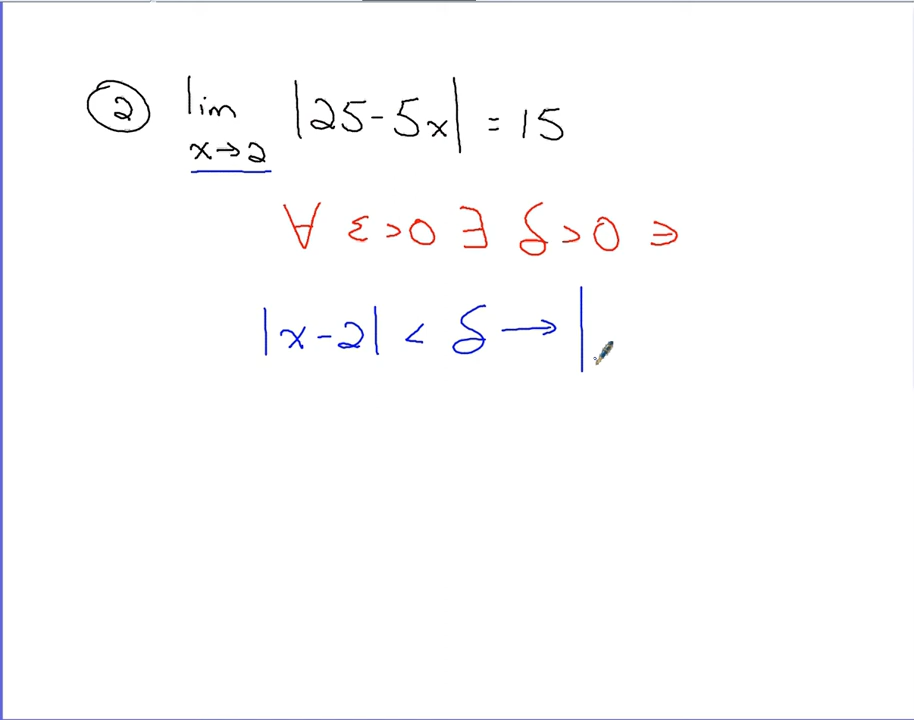 ② lim |25-5x| = 15
x→2
∀ ε>0 ∃ δ>0 ∋
|x-2| < δ → |